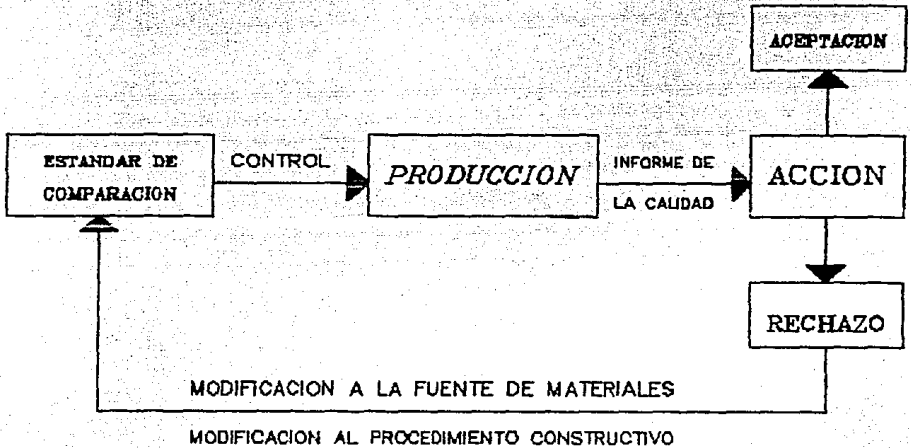 ACEPTACION
ESTANDAR DE
COMPARACION
CONTROL
PRODUCCION
INFORME DE
LA CALIDAD
ACCION
RECHAZO
MODIFICACION A LA FUENTE DE MATERIALES
MODIFICACION AL PROCEDIMIENTO CONSTRUCTIVO